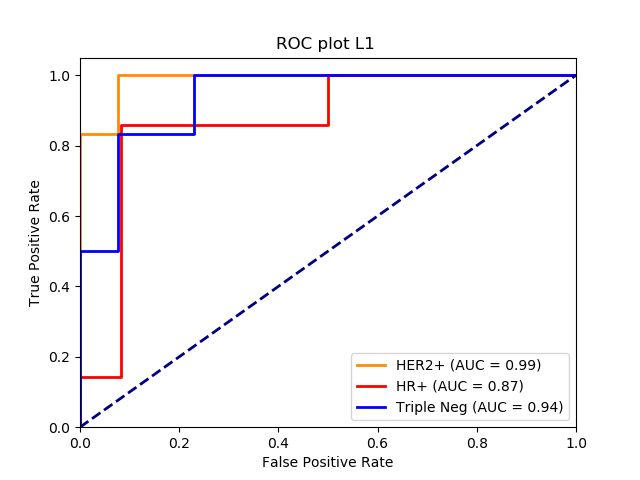 ROC plot L1
True Positive Rate
1.0
0.8
0.6
0.4
0.2
0.0
0.0 0.2 0.4 0.6 0.8 1.0
False Positive Rate
HER2+ (AUC = 0.99)
HR+ (AUC = 0.87)
Triple Neg (AUC = 0.94)